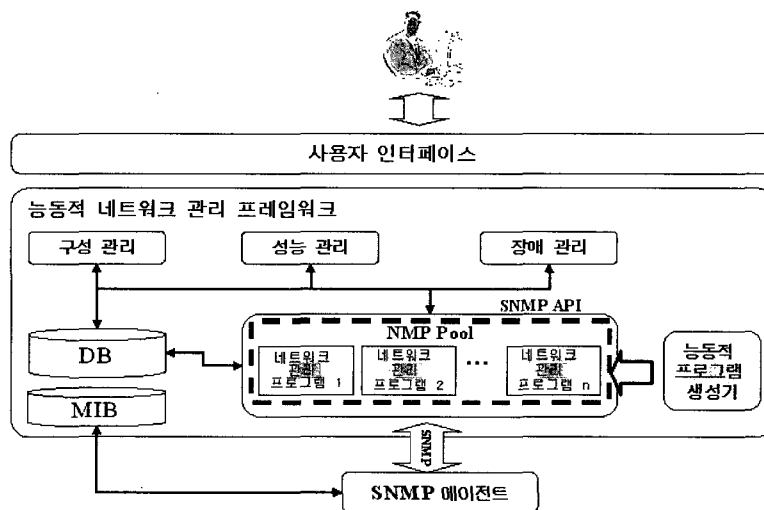 사용자 인터페이스
능동적 네트워크 관리 프레임워크
구성 관리
성능 관리
장애 관리
SNMP API
NMP Pool
DB
네트워크
관리
프로그램 1
네트워크
관리
프로그램 2
...
네트워크
관리
프로그램 n
능동적
프로그램
생성기
MIB
SNMP
SNMP 에이전트